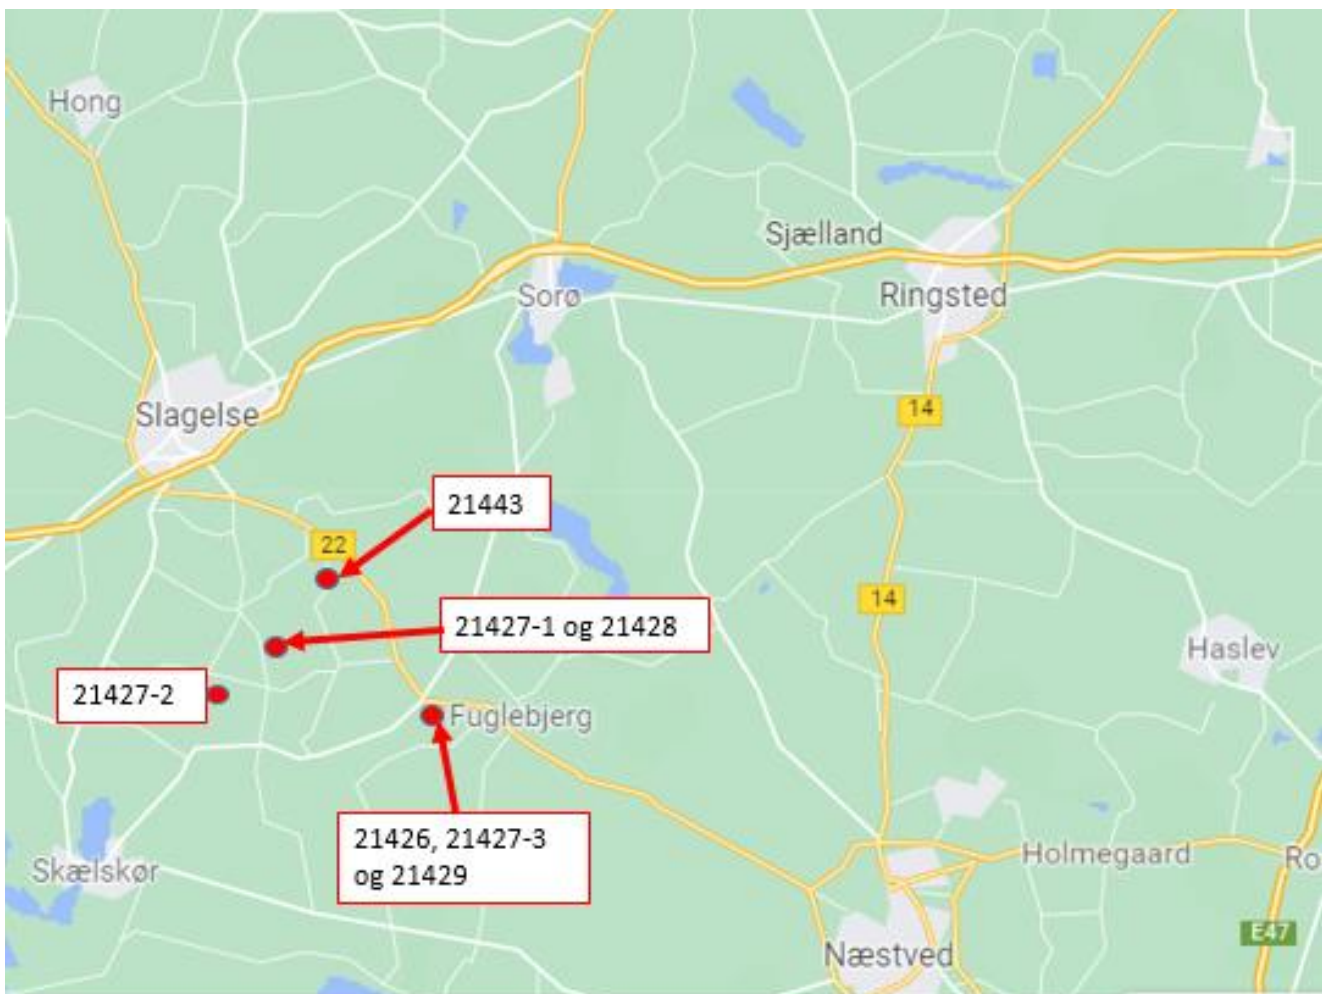 Hong
Sjælland
Sorø
Ringsted
Slagelse
14
21443
22
14
21427-1 og 21428
Haslev
21427-2
Fuglebjerg
21426, 21427-3
og 21429
Skælskør
Holmegaard
Ro
E47
Næstved